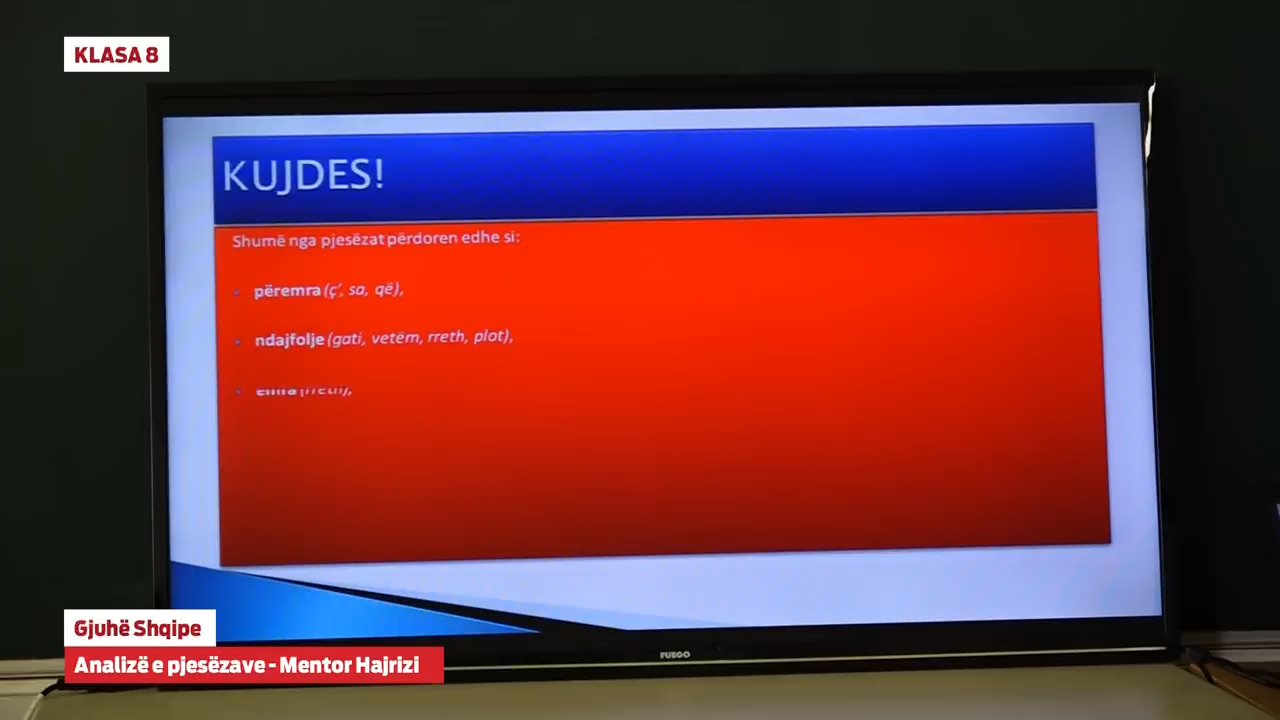 KLASA 8
KUJDES!
Shumë nga pjesëzat përdoren edhe si:
përemra (ç’, sa, që),
ndajfolje (gati, vetëm, rreth, plot),
Gjuhë Shqipe
Analizë e pjesëzave - Mentor Hajrizi
FUEGO